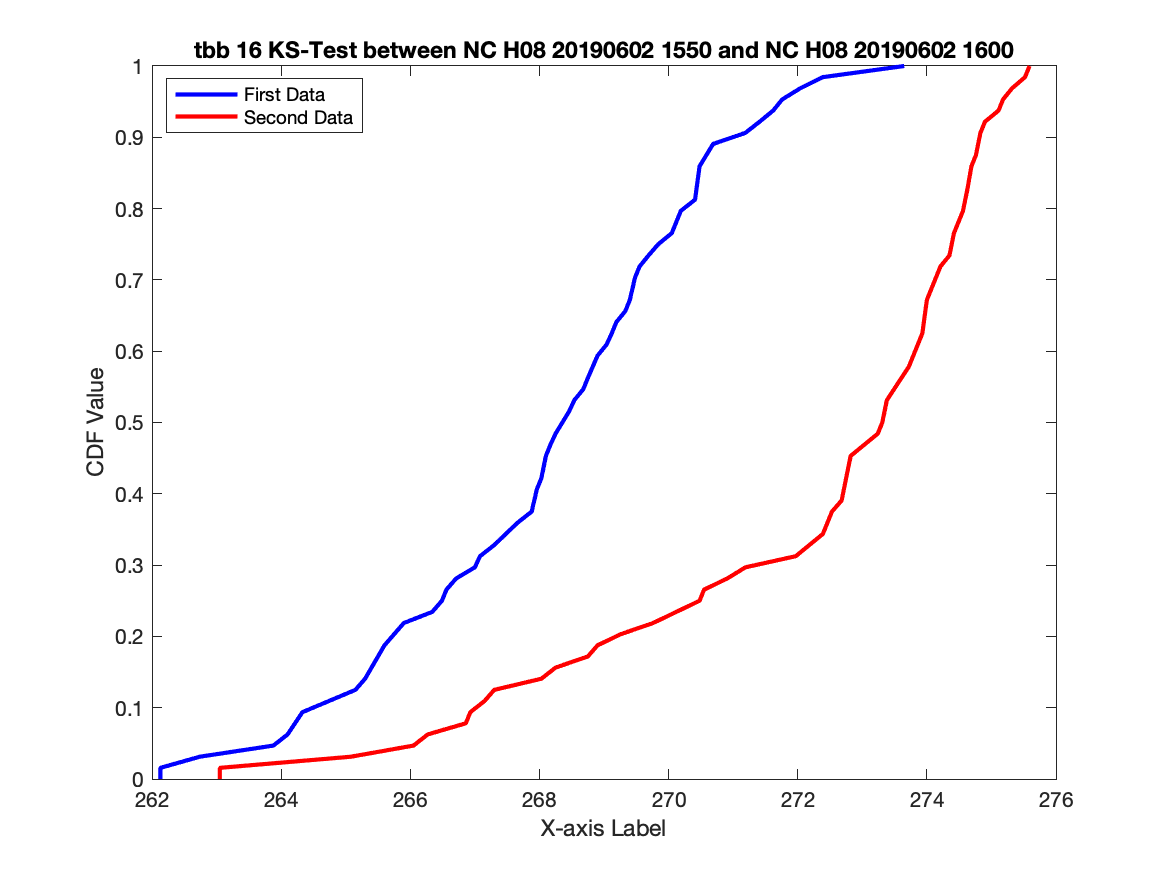 tbb 16 KS-Test between NC H08 20190602 1550 and NC H08 20190602 1600
First Data
Second Data
1
0.9
0.8
0.7
0.6
0.5
0.4
0.3
0.2
0.1
0
CDF Value
262 264 266 268 270 272 274 276
X-axis Label